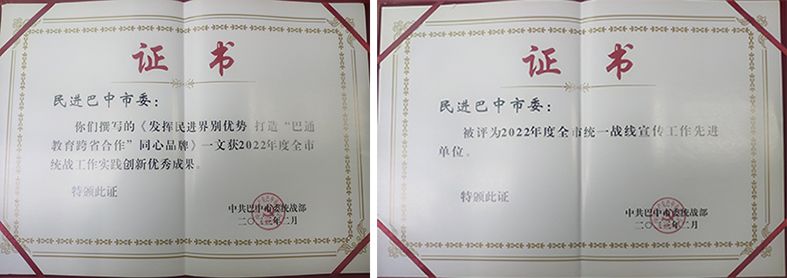 证 书
民进巴中市委：
你们撰写的《发挥民进界别优势 打造“巴通
教育跨省合作”同心品牌》一文获2022年度全市
统战工作实践创新优秀成果。
特颁此证
中共巴中市委统战部
二〇二三年二月
证 书
民进巴中市委：
被评为2022年度全市统一战线宣传工作先进
单位。
特颁此证
中共巴中市委统战部
二〇二三年二月